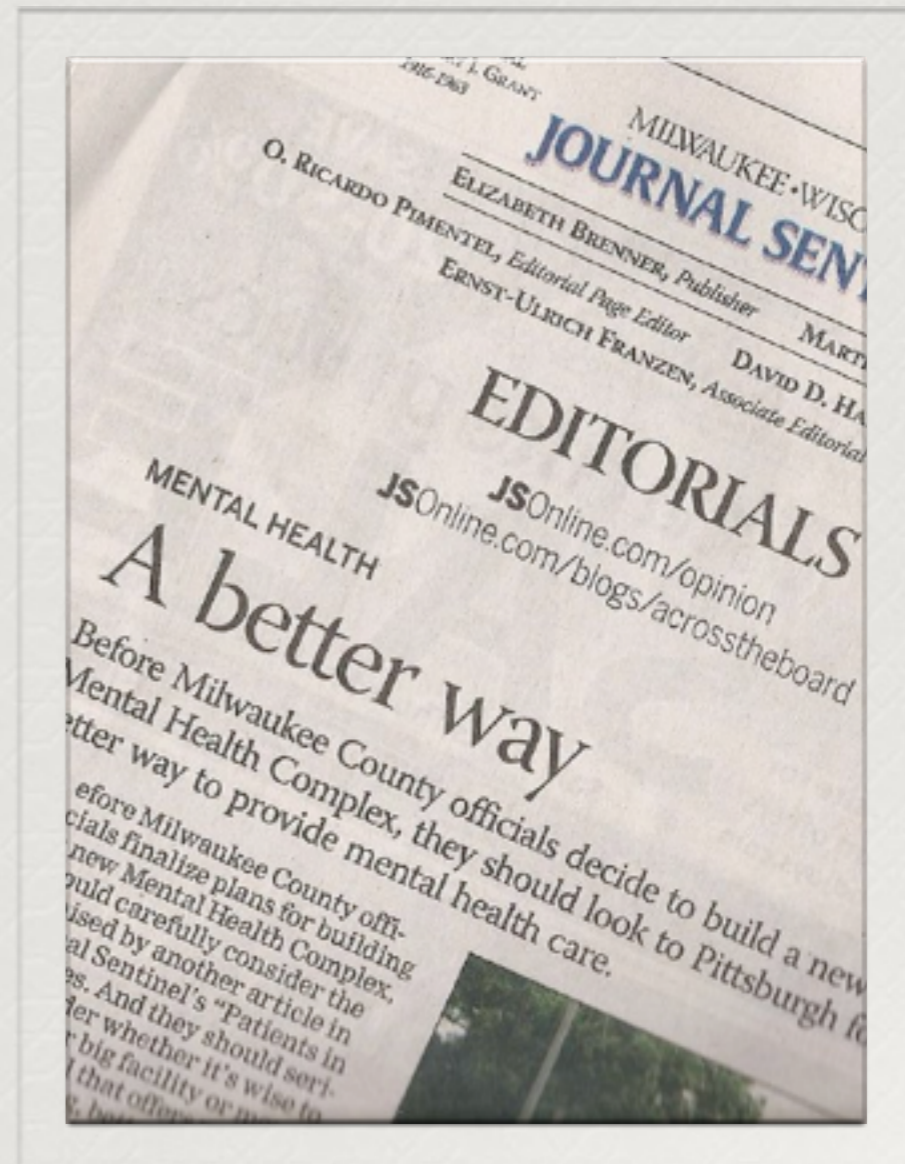 J. GRANT
1916-1963
MILWAUKEE • WISC
JOURNAL SENT
ELIZABETH BRENNER, Publisher MART
O. RICARDO PIMENTEL, Editorial Page Editor DAVID D. HA
ERNST-ULRICH FRANZEN, Associate Editorial
EDITORIALS
JSOnline.com/opinion
JSOnline.com/blogs/acrosstheboard
MENTAL HEALTH
A better way
Before Milwaukee County officials decide to build a new
Mental Health Complex, they should look to Pittsburgh fo
etter way to provide mental health care.
efore Milwaukee County offi-
cials finalize plans for building
new Mental Health Complex,
ould carefully consider the
ised by another article in
al Sentinel's "Patients in
es. And they should seri-
der whether it's wise to
r big facility or
l that offers